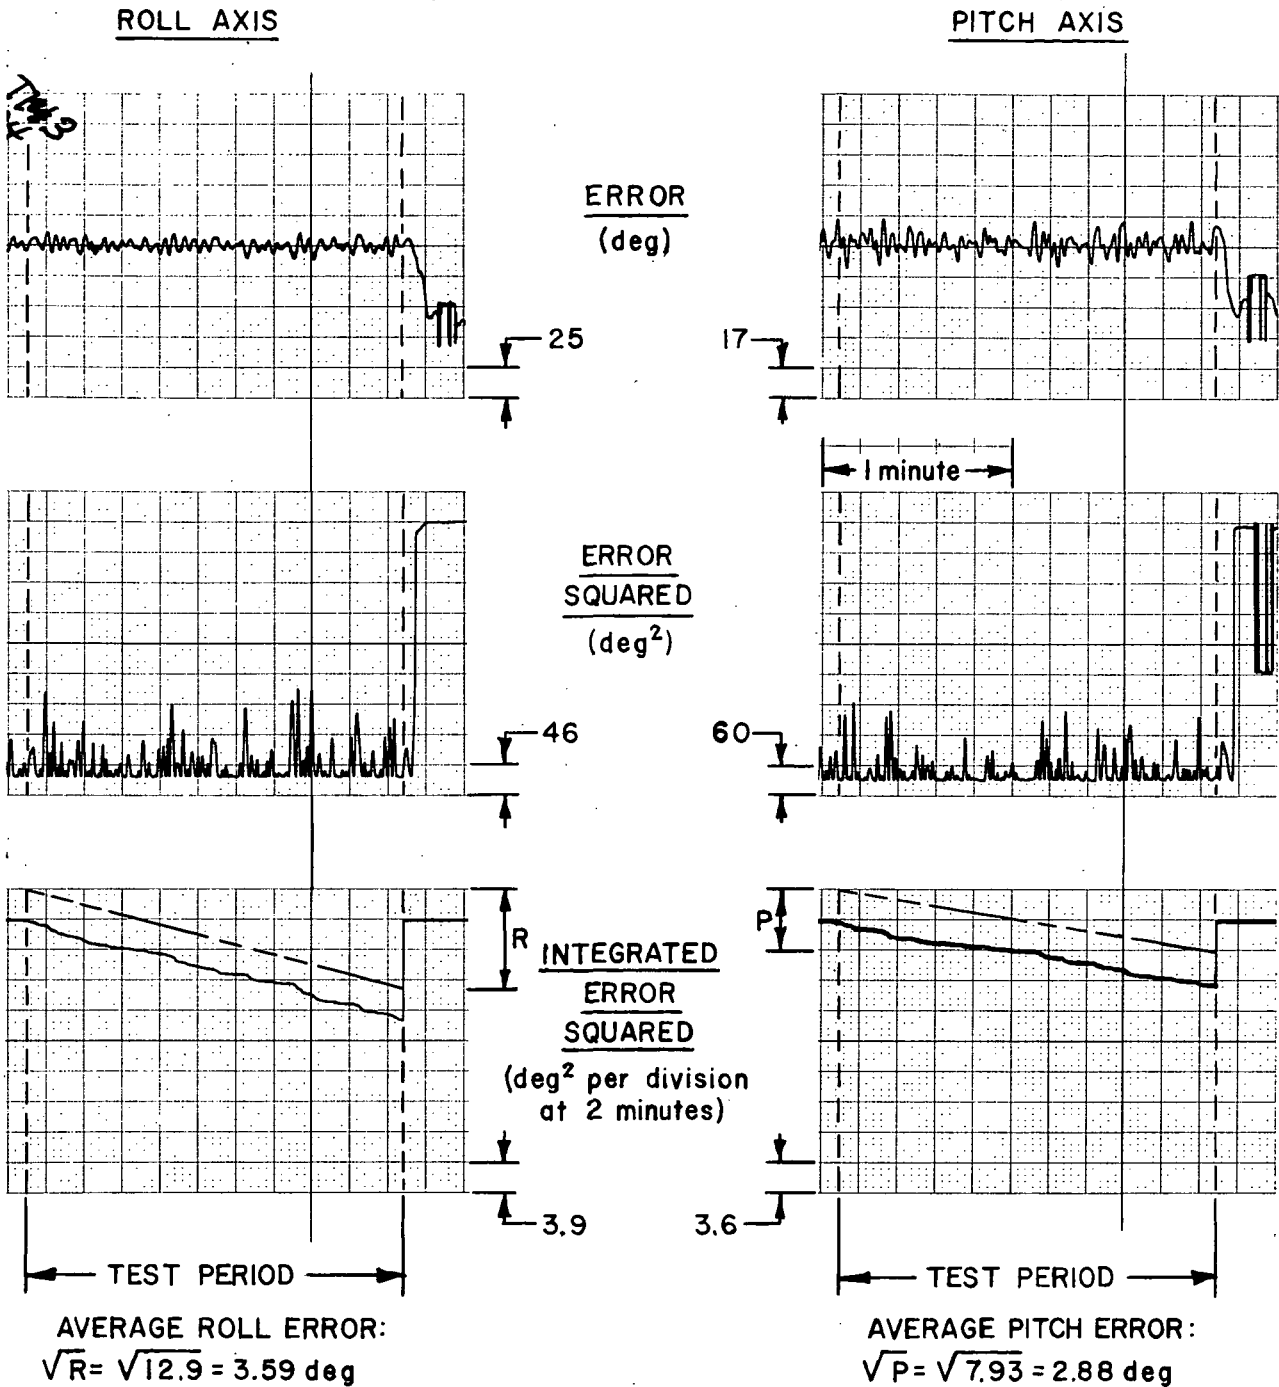 ROLL AXIS
PITCH AXIS
ERROR
(deg)
25
17
1 minute
ERROR
SQUARED
(deg²)
46
60
R
P
INTEGRATED
ERROR
SQUARED
(deg² per division
at 2 minutes)
3.9
3.6
TEST PERIOD
TEST PERIOD
AVERAGE ROLL ERROR:
√R = √12.9 = 3.59 deg
AVERAGE PITCH ERROR:
√P = √7.93 = 2.88 deg